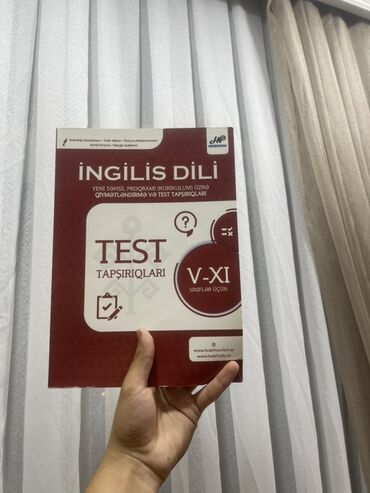 İNGİLİS DİLİ
YENİ TƏHSİL PROQRAMI (KURİKULUM) ÜZRƏ
QİYMƏTLƏNDİRMƏ VƏ TEST TAPŞIRIQLARI
TEST
TAPŞIRIQLARI
V-XI
SİNİFLƏR ÜÇÜN